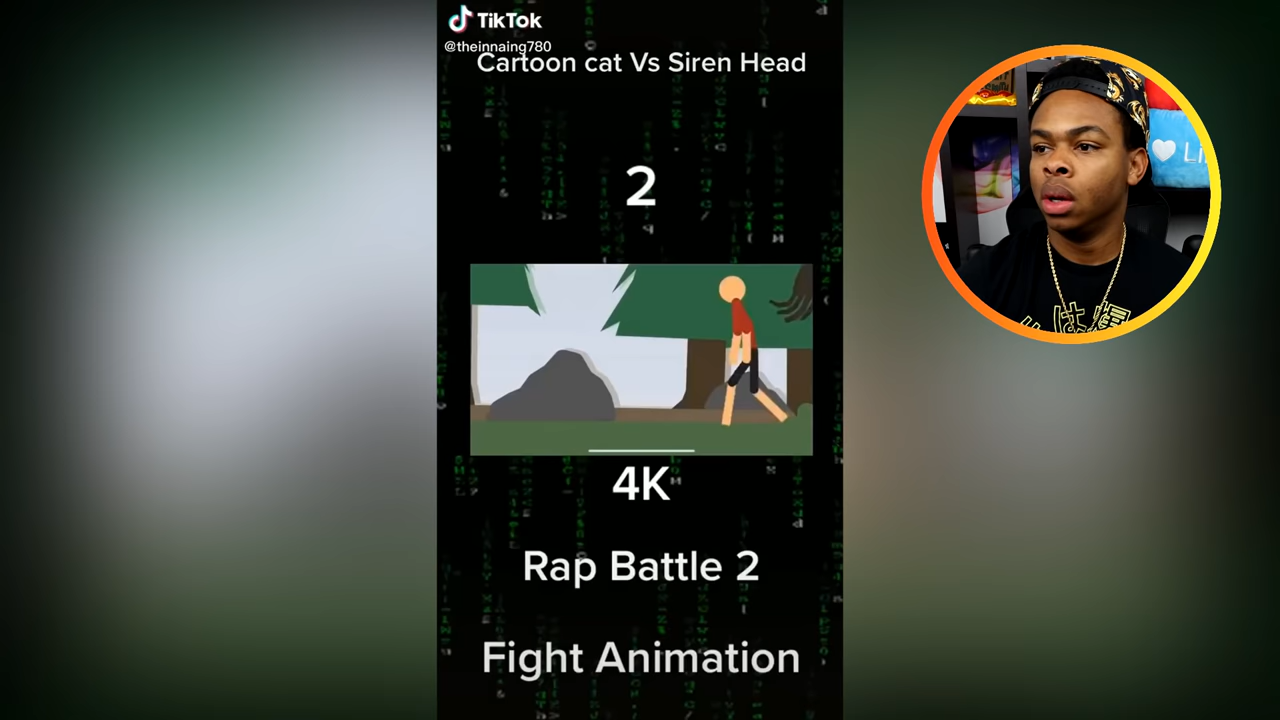 TikTok
@theinnaing780
Cartoon cat Vs Siren Head
2
4K
Rap Battle 2
Fight Animation